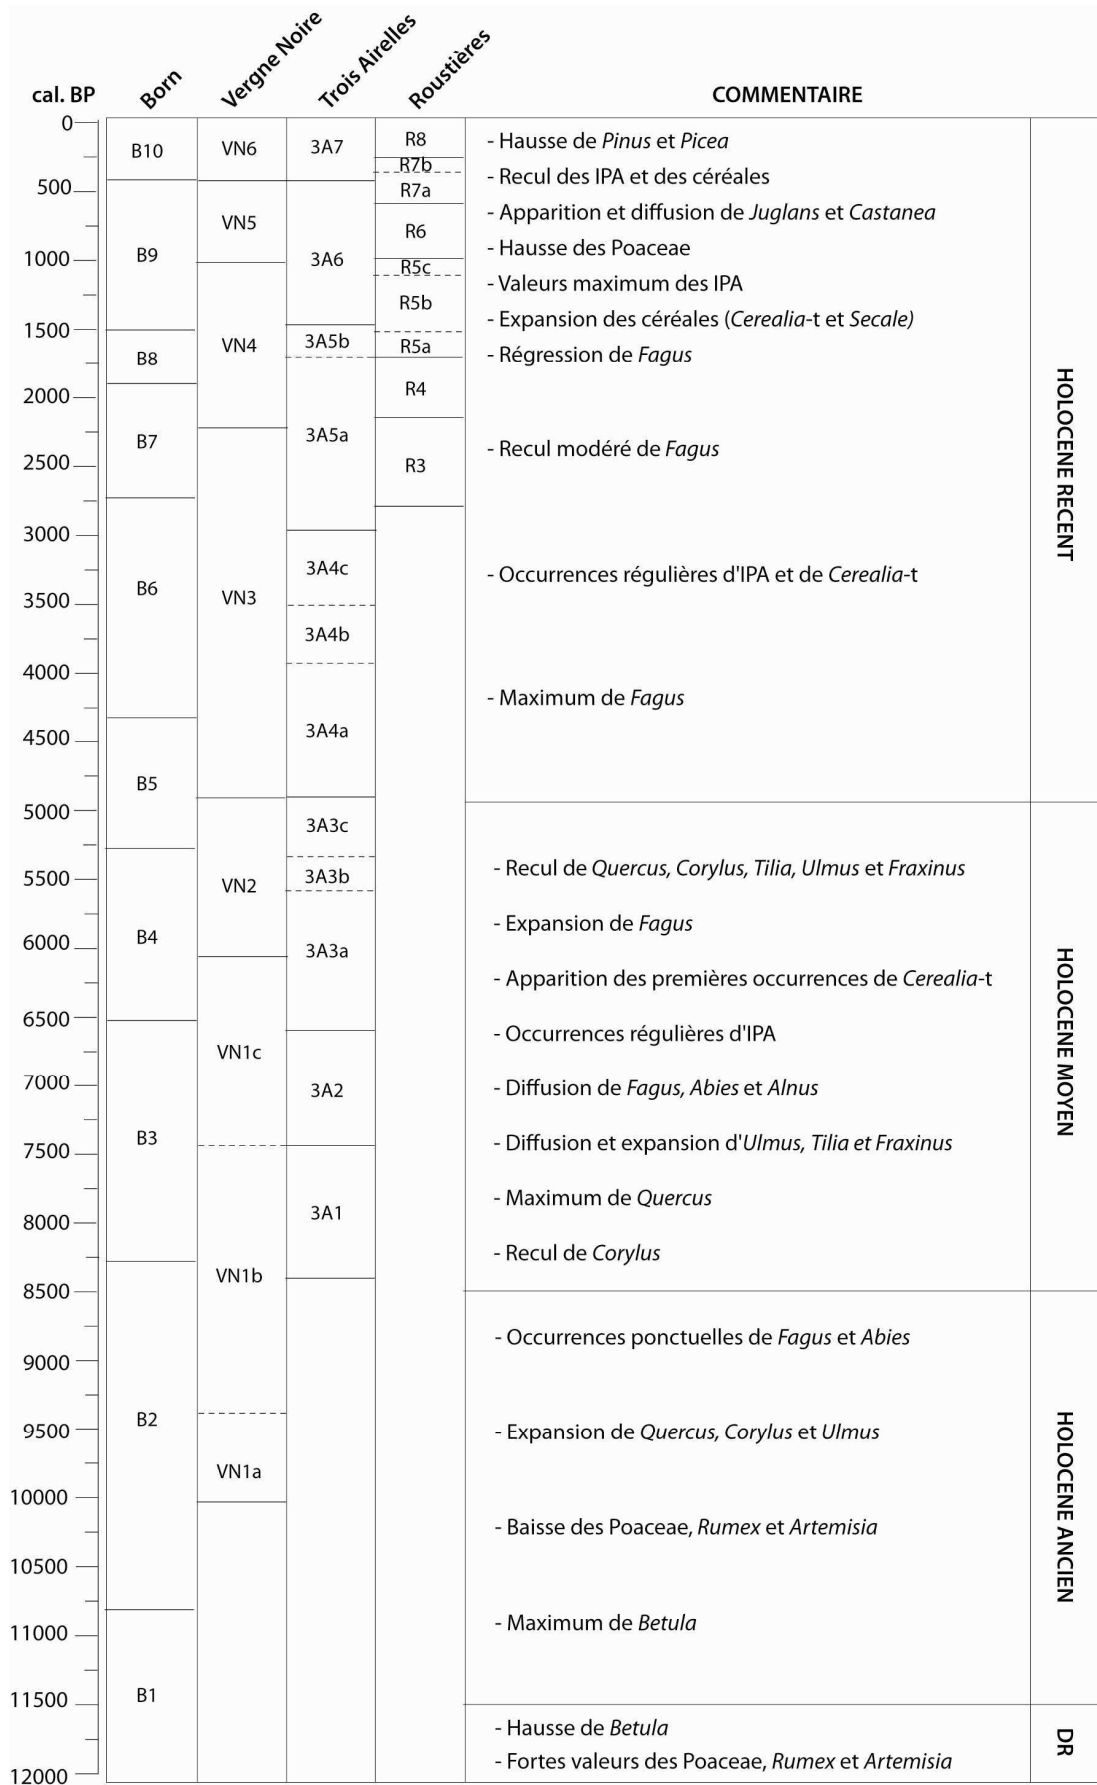 cal. BP
Born
Vergne Noire
Trois Airelles
Roustières
COMMENTAIRE
0
500
1000
1500
2000
2500
3000
3500
4000
4500
5000
5500
6000
6500
7000
7500
8000
8500
9000
9500
10000
10500
11000
11500
12000
B10
B9
B8
B7
B6
B5
B4
B3
B2
B1
VN6
VN5
VN4
VN3
VN2
VN1c
VN1b
VN1a
3A7
3A6
3A5b
3A5a
3A4c
3A4b
3A4a
3A3c
3A3b
3A3a
3A2
3A1
R8
R7b
R7a
R6
R5c
R5b
R5a
R4
R3
- Hausse de Pinus et Picea
- Recul des IPA et des céréales
- Apparition et diffusion de Juglans et Castanea
- Hausse des Poaceae
- Valeurs maximum des IPA
- Expansion des céréales (Cerealia-t et Secale)
- Régression de Fagus
- Recul modéré de Fagus
- Occurrences régulières d'IPA et de Cerealia-t
- Maximum de Fagus
HOLOCENE RECENT
- Recul de Quercus, Corylus, Tilia, Ulmus et Fraxinus
- Expansion de Fagus
- Apparition des premières occurrences de Cerealia-t
- Occurrences régulières d'IPA
- Diffusion de Fagus, Abies et Alnus
- Diffusion et expansion d'Ulmus, Tilia et Fraxinus
- Maximum de Quercus
- Recul de Corylus
HOLOCENE MOYEN
- Occurrences ponctuelles de Fagus et Abies
- Expansion de Quercus, Corylus et Ulmus
- Baisse des Poaceae, Rumex et Artemisia
- Maximum de Betula
HOLOCENE ANCIEN
- Hausse de Betula
- Fortes valeurs des Poaceae, Rumex et Artemisia
DR